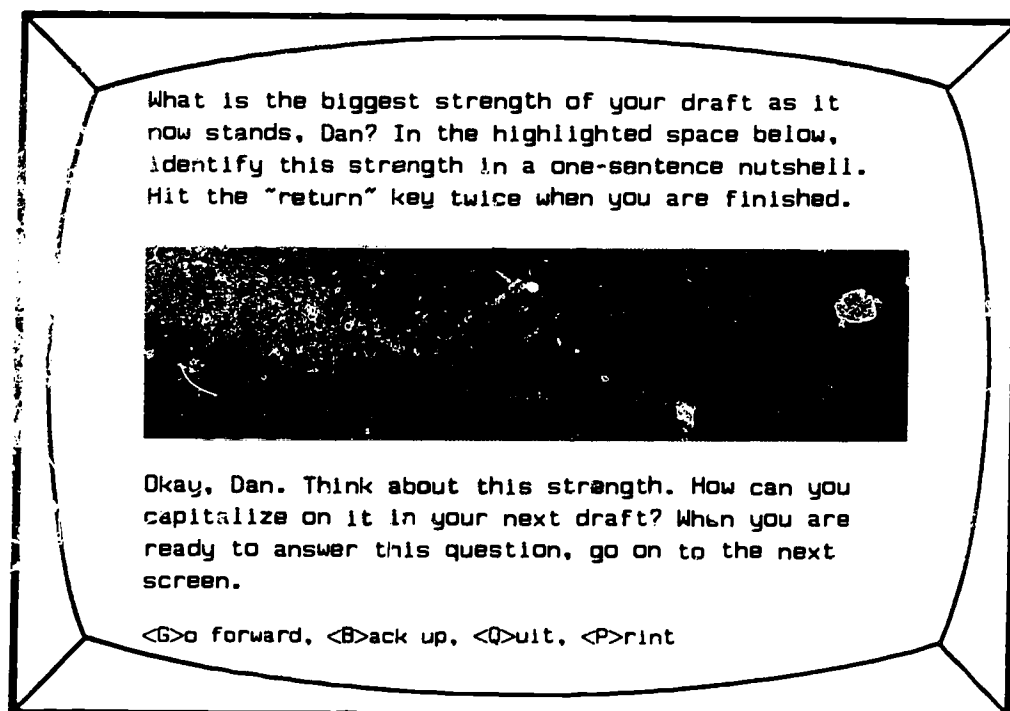 What is the biggest strength of your draft as it
now stands, Dan? In the highlighted space below,
identify this strength in a one-sentence nutshell.
Hit the "return" key twice when you are finished.
Okay, Dan. Think about this strength. How can you
capitalize on it in your next draft? When you are
ready to answer this question, go on to the next
screen.
<G>o forward, <B>ack up, <Q>uit, <P>rint